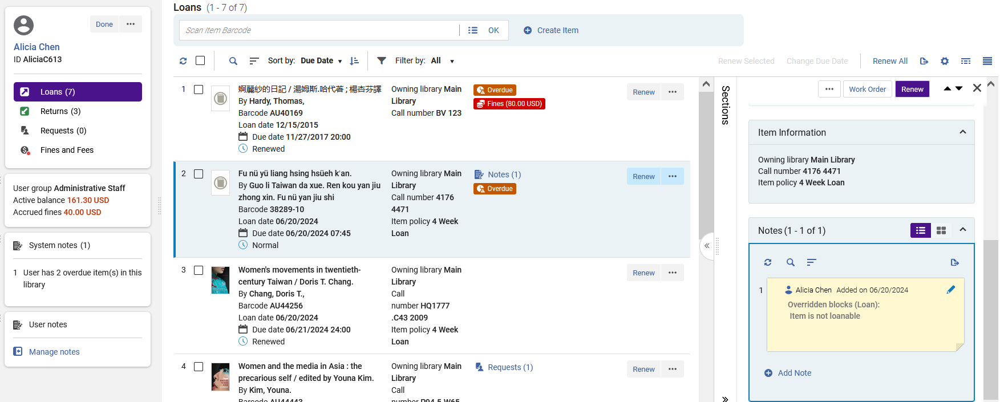 Done
Alicia Chen
ID AliciaC613
Loans (7)
Returns (3)
Requests (0)
Fines and Fees
User group Administrative Staff
Active balance 161.30 USD
Accrued fines 40.00 USD
System notes (1)
1 User has 2 overdue item(s) in this
library
User notes
Manage notes
Loans (1 - 7 of 7)
Scan Item Barcode
OK
Create Item
Sort by: Due Date
Filter by: All
Renew Selected
Change Due Date
Renew All
1
婀麗紗的日記 / 湯姆斯.哈代著 ; 楊杏芬譯
By Hardy, Thomas,
Barcode AU40169
Loan date 12/15/2015
Due date 11/27/2017 20:00
Renewed
Owning library Main
Library
Call number BV 123
Overdue
Fines (80.00 USD)
Renew
2
Fu nü yü liang hsing hsüeh kʻan.
By Guo li Taiwan da xue. Ren kou yan jiu
zhong xin. Fu nü yan jiu shi
Barcode 38289-10
Loan date 06/20/2024
Due date 06/20/2024 07:45
Normal
Owning library Main
Library
Call number 4176
4471
Item policy 4 Week
Loan
Notes (1)
Overdue
Renew
3
Women's movements in twentieth-
century Taiwan / Doris T. Chang.
By Chang, Doris T.,
Barcode AU44256
Loan date 06/20/2024
Due date 06/21/2024 24:00
Renewed
Owning library Main
Library
Call
number HQ1777
.C43 2009
Item policy 4 Week
Loan
Renew
4
Women and the media in Asia : the
precarious self / edited by Youna Kim.
By Kim, Youna.
Barcode AU44443
Owning library Main
Library
Call
number P94.5 W65
Requests (1)
Renew
Sections
Work Order
Renew
Item Information
Owning library Main Library
Call number 4176 4471
Item policy 4 Week Loan
Notes (1 - 1 of 1)
1
Alicia Chen Added on 06/20/2024
Overridden blocks (Loan):
Item is not loanable
Add Note